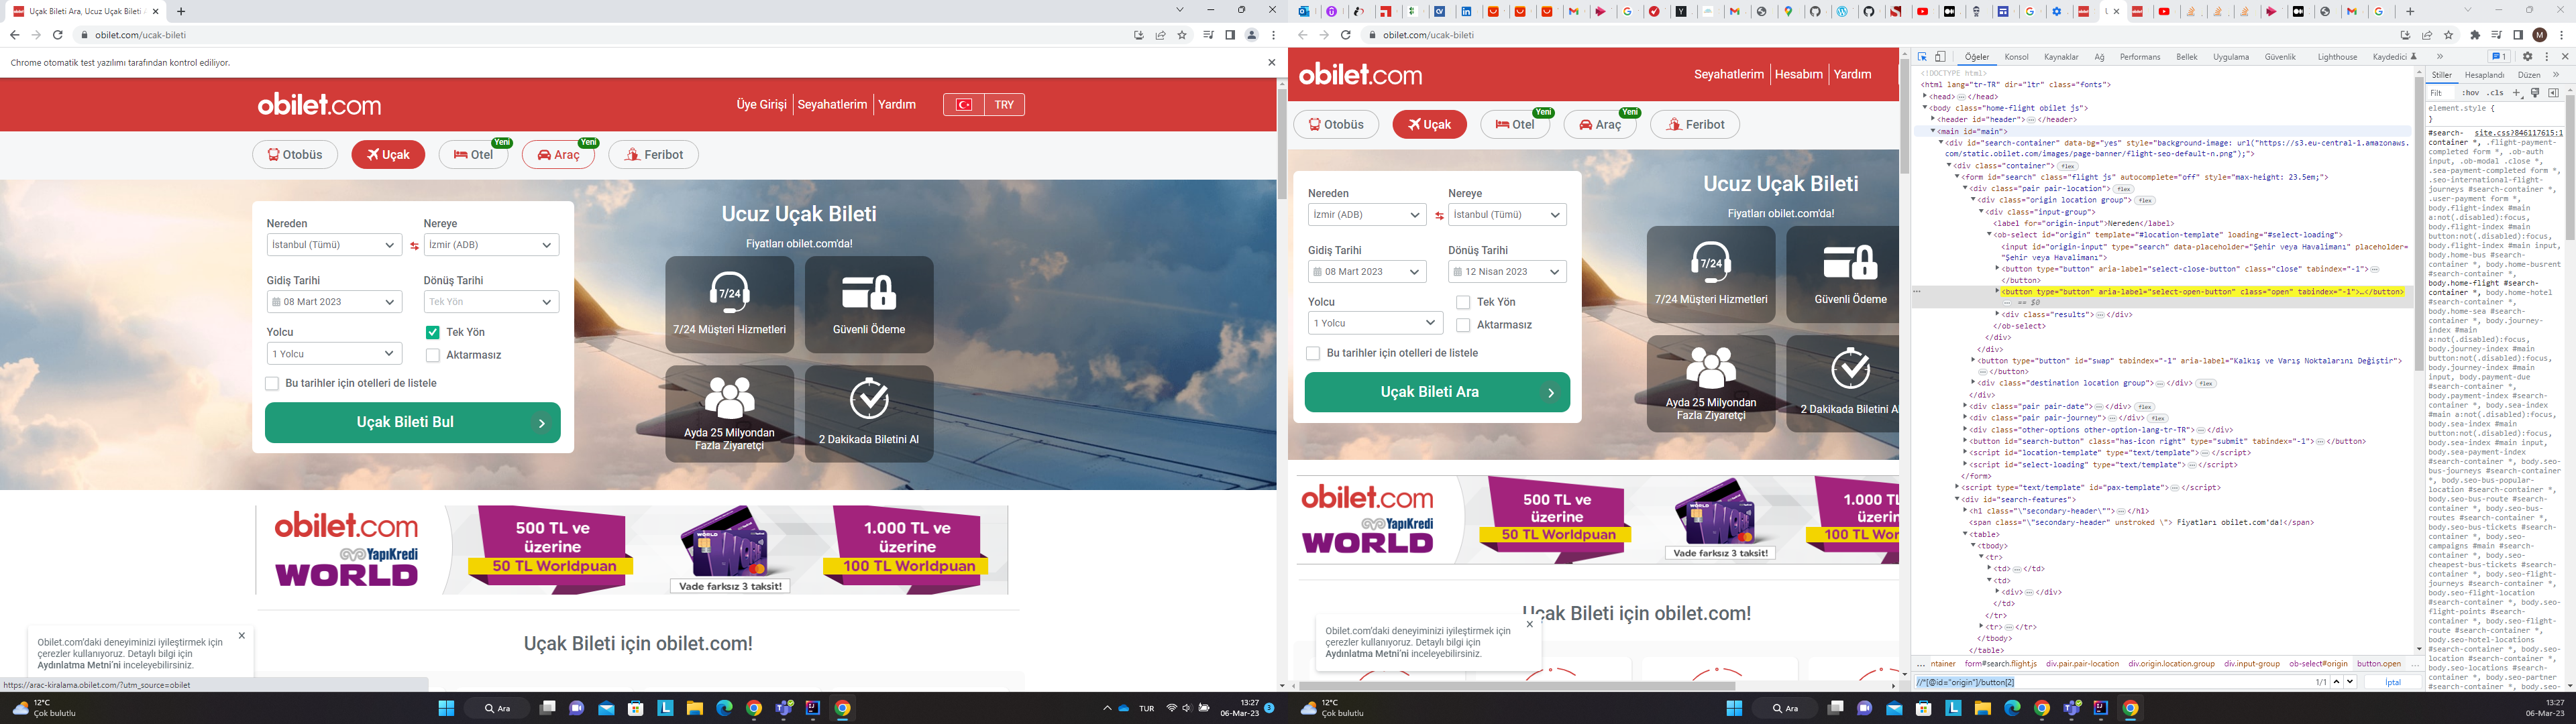 Uçak Bileti Ara, Ucuz Uçak Bileti
obilet.com/ucak-bileti
Chrome otomatik test yazılımı tarafından kontrol ediliyor.
obilet.com
Üye Girişi
Seyahatlerim
Yardım
TRY
Otobüs
Uçak
Otel
Yeni
Araç
Yeni
Feribot
Nereden
Nereye
İstanbul (Tümü)
İzmir (ADB)
Gidiş Tarihi
Dönüş Tarihi
08 Mart 2023
Tek Yön
Yolcu
Tek Yön
1 Yolcu
Aktarmasız
Bu tarihler için otelleri de listele
Uçak Bileti Bul
Ucuz Uçak Bileti
Fiyatları obilet.com'da!
7/24
7/24 Müşteri Hizmetleri
Güvenli Ödeme
Ayda 25 Milyondan
Fazla Ziyaretçi
2 Dakikada Biletini Al
obilet.com
YapıKredi
WORLD
500 TL ve
üzerine
50 TL Worldpuan
WORLD
Vade farksız 3 taksit!
1.000 TL ve
üzerine
100 TL Worldpuan
Uçak Bileti için obilet.com!
Obilet.com'daki deneyiminizi iyileştirmek için
çerezler kullanıyoruz. Detaylı bilgi için
Aydınlatma Metni'ni inceleyebilirsiniz.
https://arac-kiralama.obilet.com/?utm_source=obilet
12°C
Çok bulutlu
Ara
TUR
13:27
06-Mar-23
3
obilet.com/ucak-bileti
M
obilet.com
Seyahatlerim
Hesabım
Yardım
Otobüs
Uçak
Otel
Yeni
Araç
Yeni
Feribot
Nereden
Nereye
İzmir (ADB)
İstanbul (Tümü)
Gidiş Tarihi
Dönüş Tarihi
08 Mart 2023
12 Nisan 2023
Yolcu
Tek Yön
1 Yolcu
Aktarmasız
Bu tarihler için otelleri de listele
Uçak Bileti Ara
Ucuz Uçak Bileti
Fiyatları obilet.com'da!
7/24
7/24 Müşteri Hizmetleri
Güvenli Ödeme
Ayda 25 Milyondan
Fazla Ziyaretçi
2 Dakikada Biletini Al
obilet.com
YapıKredi
WORLD
500 TL ve
üzerine
50 TL Worldpuan
WORLD
Vade farksız 3 taksit!
1.000 TL
üzerin
100 TL Wor
Uçak Bileti için obilet.com!
Obilet.com'daki deneyiminizi iyileştirmek için
çerezler kullanıyoruz. Detaylı bilgi için
Aydınlatma Metni'ni inceleyebilirsiniz.
Öğeler Konsol Kaynaklar Ağ Performans Bellek Uygulama Güvenlik Lighthouse Kaydedici
1
<!DOCTYPE html>
<html lang="tr-TR" dir="ltr" class="fonts">
<head>…</head>
<body class="home-flight obilet js">
<header id="header">…</header>
<main id="main">
<div id="search-container" data-bg="yes" style="background-image: url("https://s3.eu-central-1.amazonaws.
com/static.obilet.com/images/page-banner/flight-seo-default-n.png");">
<div class="container"> flex
<form id="search" class="flight js" autocomplete="off" style="max-height: 23.5em;">
<div class="pair pair-location"> flex
<div class="origin location group"> flex
<div class="input-group">
<label for="origin-input">Nereden</label>
<ob-select id="origin" template="#location-template" loading="#select-loading">
<input id="origin-input" type="search" data-placeholder="Şehir veya Havalimanı" placeholder=
"Şehir veya Havalimanı">
<button type="button" aria-label="select-close-button" class="close" tabindex="-1">…
</button>
<button type="button" aria-label="select-open-button" class="open" tabindex="-1">…</button>
… == $0
<div class="results">…</div>
</ob-select>
</div>
</div>
<button type="button" id="swap" tabindex="-1" aria-label="Kalkış ve Varış Noktalarını Değiştir">
…</button>
<div class="destination location group">…</div> flex
</div>
<div class="pair pair-date">…</div> flex
<div class="pair pair-journey">…</div> flex
<div class="other-options other-option-lang-tr-TR">…</div>
<button id="search-button" class="has-icon right" type="submit" tabindex="-1">…</button>
<script id="location-template" type="text/template">…</script>
<script id="select-loading" type="text/template">…</script>
</form>
<script type="text/template" id="pax-template">…</script>
<div id="search-features">
<h1 class="\"secondary-header\"">…</h1>
<span class="\"secondary-header" unstroked \"> Fiyatları obilet.com'da!</span>
<table>
<tbody>
<tr>
<td>…</td>
<td>
<div>…</div>
</td>
</tr>
<tr>…</tr>
</tbody>
</table>
… ntainer form#search.flight.js div.pair.pair-location div.origin.location.group div.input-group ob-select#origin button.open …
//*[@id="origin"]/button[2]
1/1
İptal
Stiller Hesaplandı Düzen
Filt :hov .cls
element.style {
}
#search- site.css?846117615:1
container *, .flight-payment-
completed form *, .ob-auth
input, .ob-modal .close *,
.sea-payment-completed form *,
.seo-international-flight-
journeys #search-container *,
.user-payment form *,
body.flight-index #main
a:not(.disabled):focus,
body.flight-index #main
button:not(.disabled):focus,
body.flight-index #main input,
body.home-bus #search-
container *, body.home-busrent
#search-container *,
body.home-flight #search-
container *, body.home-hotel
#search-container *,
body.home-sea #search-
container *, body.journey-
index #main
a:not(.disabled):focus,
body.journey-index #main
button:not(.disabled):focus,
body.journey-index #main
input, body.payment-due
#search-container *,
body.payment-index #search-
container *, body.sea-index
#main a:not(.disabled):focus,
body.sea-index #main
button:not(.disabled):focus,
body.sea-index #main input,
body.sea-payment-index
#search-container *, body.seo-
bus-journeys #search-container
*, body.seo-bus-popular-
location #search-container *,
body.seo-bus-route #search-
container *, body.seo-bus-
routes #search-container *,
body.seo-bus-tickets #search-
container *, body.seo-
campaigns #main #search-
container *, body.seo-
cheapest-bus-tickets #search-
container *, body.seo-flight-
journeys #search-container *,
body.seo-flight-location
#search-container *, body.seo-
flight-points #search-
container *, body.seo-flight-
route #search-container *,
body.seo-hotel-locations
#search-container *, body.seo-
location #search-container *,
body.seo-locations #search-
container *, body.seo-partner
#search-container *, body.seo-
12°C
Çok bulutlu
Ara
13:27
06-Mar-23